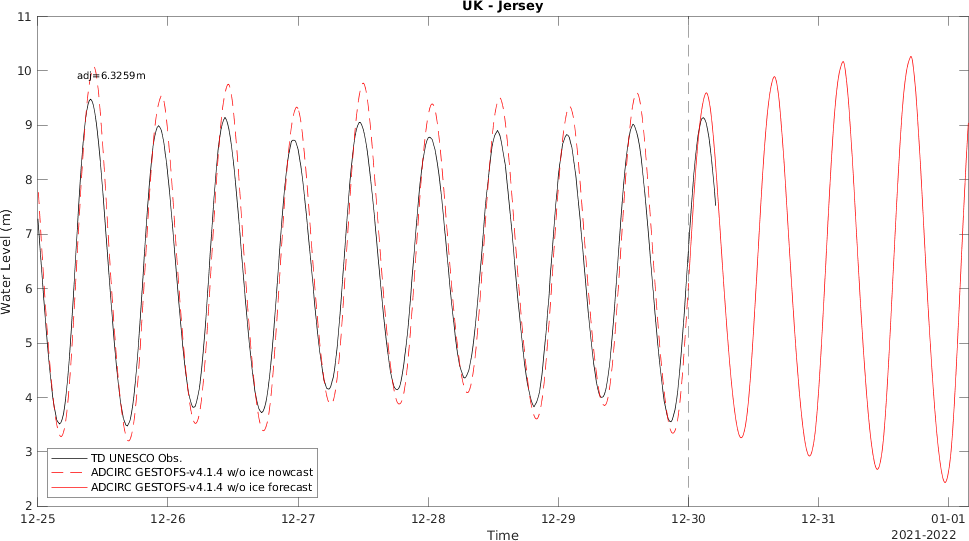 UK - Jersey
11
10
9
8
7
6
5
4
3
2
Water Level (m)
adj=6.3259m
TD UNESCO Obs.
ADCIRC GESTOFS-v4.1.4 w/o ice nowcast
ADCIRC GESTOFS-v4.1.4 w/o ice forecast
12-25 12-26 12-27 12-28 12-29 12-30 12-31 01-01
Time
2021-2022